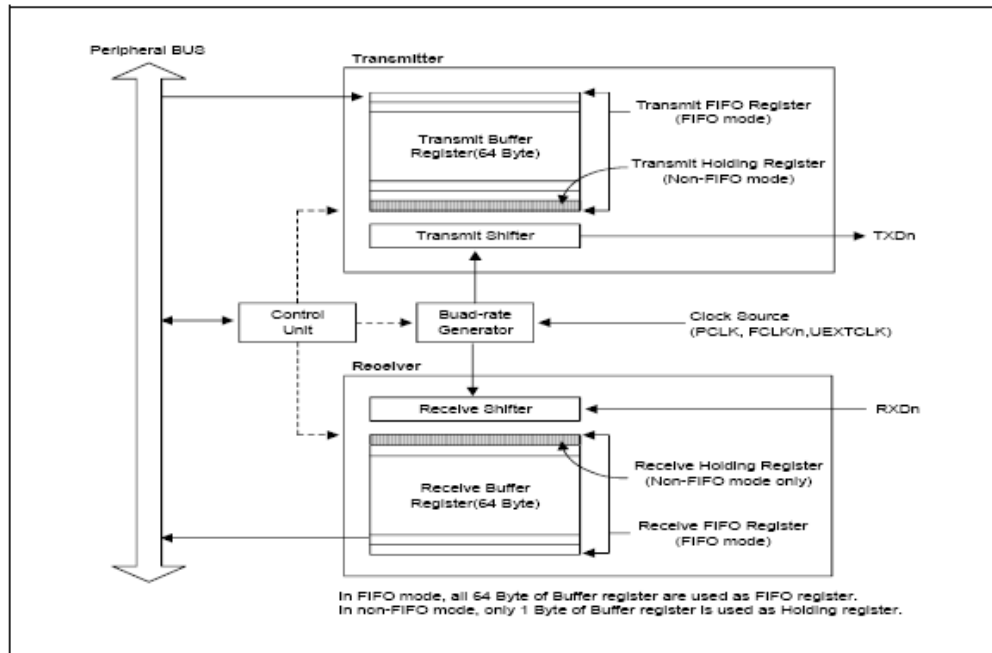 Peripheral BUS
Transmitter
Transmit Buffer
Register(64 Byte)
Transmit FIFO Register
(FIFO mode)
Transmit Holding Register
(Non-FIFO mode)
Transmit Shifter
TXDn
Control
Unit
Buad-rate
Generator
Clock Source
(PCLK, FCLK/n,UEXTCLK)
Receiver
Receive Shifter
RXDn
Receive Holding Register
(Non-FIFO mode only)
Receive Buffer
Register(64 Byte)
Receive FIFO Register
(FIFO mode)
In FIFO mode, all 64 Byte of Buffer register are used as FIFO register.
In non-FIFO mode, only 1 Byte of Buffer register is used as Holding register.